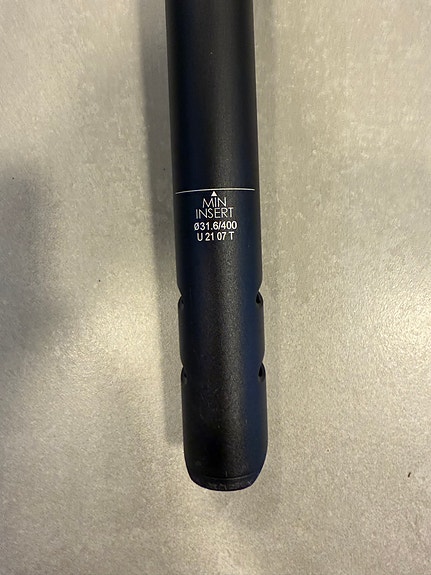 MIN
INSERT
Ø31.6/400
U 21 07 T